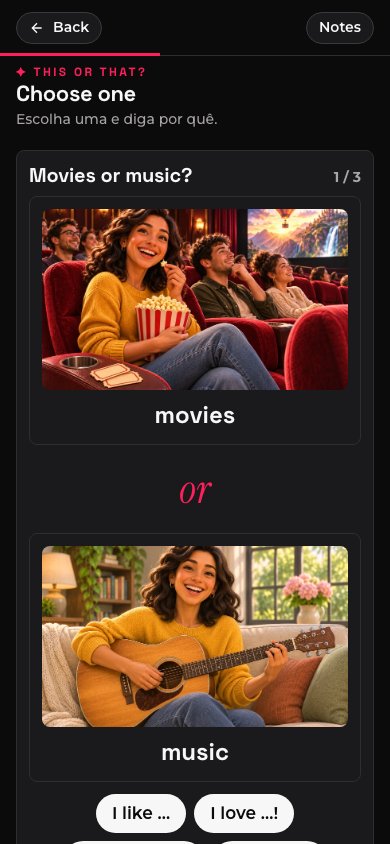 ← Back
Notes
✦ THIS OR THAT?
Choose one
Escolha uma e diga por quê.
Movies or music?
1 / 3
movies
or
music
I like ...
I love ...!